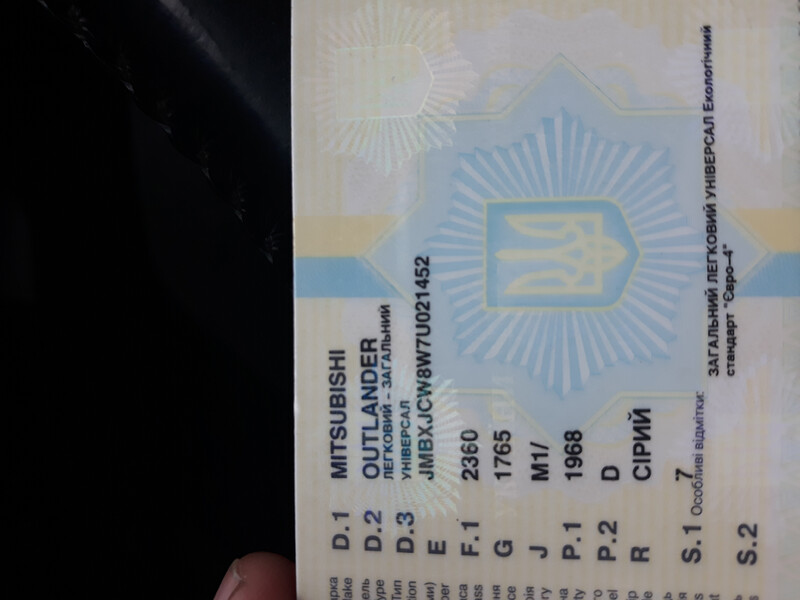 D.1 MITSUBISHI
D.2 OUTLANDER
ЛЕГКОВИЙ – ЗАГАЛЬНИЙ
D.3 УНІВЕРСАЛ
E JMBXJCW8W7U021452
F.1 2360
G 1765
J M1/
P.1 1968
P.2 D
R СІРИЙ
S.1 7
Особливі відмітки:
ЗАГАЛЬНИЙ ЛЕГКОВИЙ УНІВЕРСАЛ Екологічний
S.2 стандарт "Євро–4"